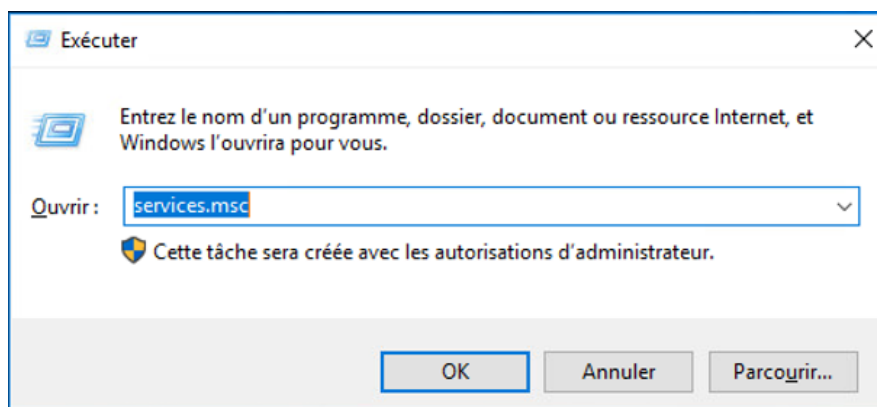 Exécuter
Entrez le nom d'un programme, dossier, document ou ressource Internet, et
Windows l'ouvrira pour vous.
Ouvrir : services.msc
Cette tâche sera créée avec les autorisations d'administrateur.
OK Annuler Parcourir...